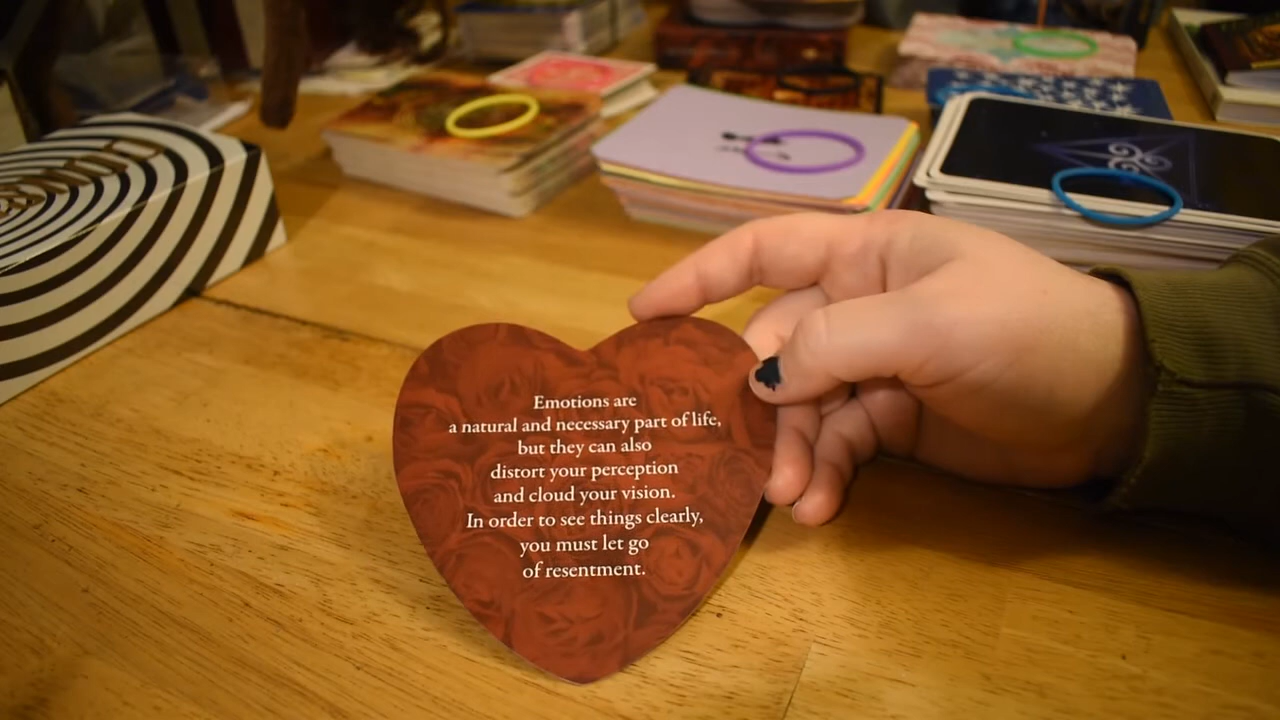 Emotions are
a natural and necessary part of life,
but they can also
distort your perception
and cloud your vision.
In order to see things clearly,
you must let go
of resentment.